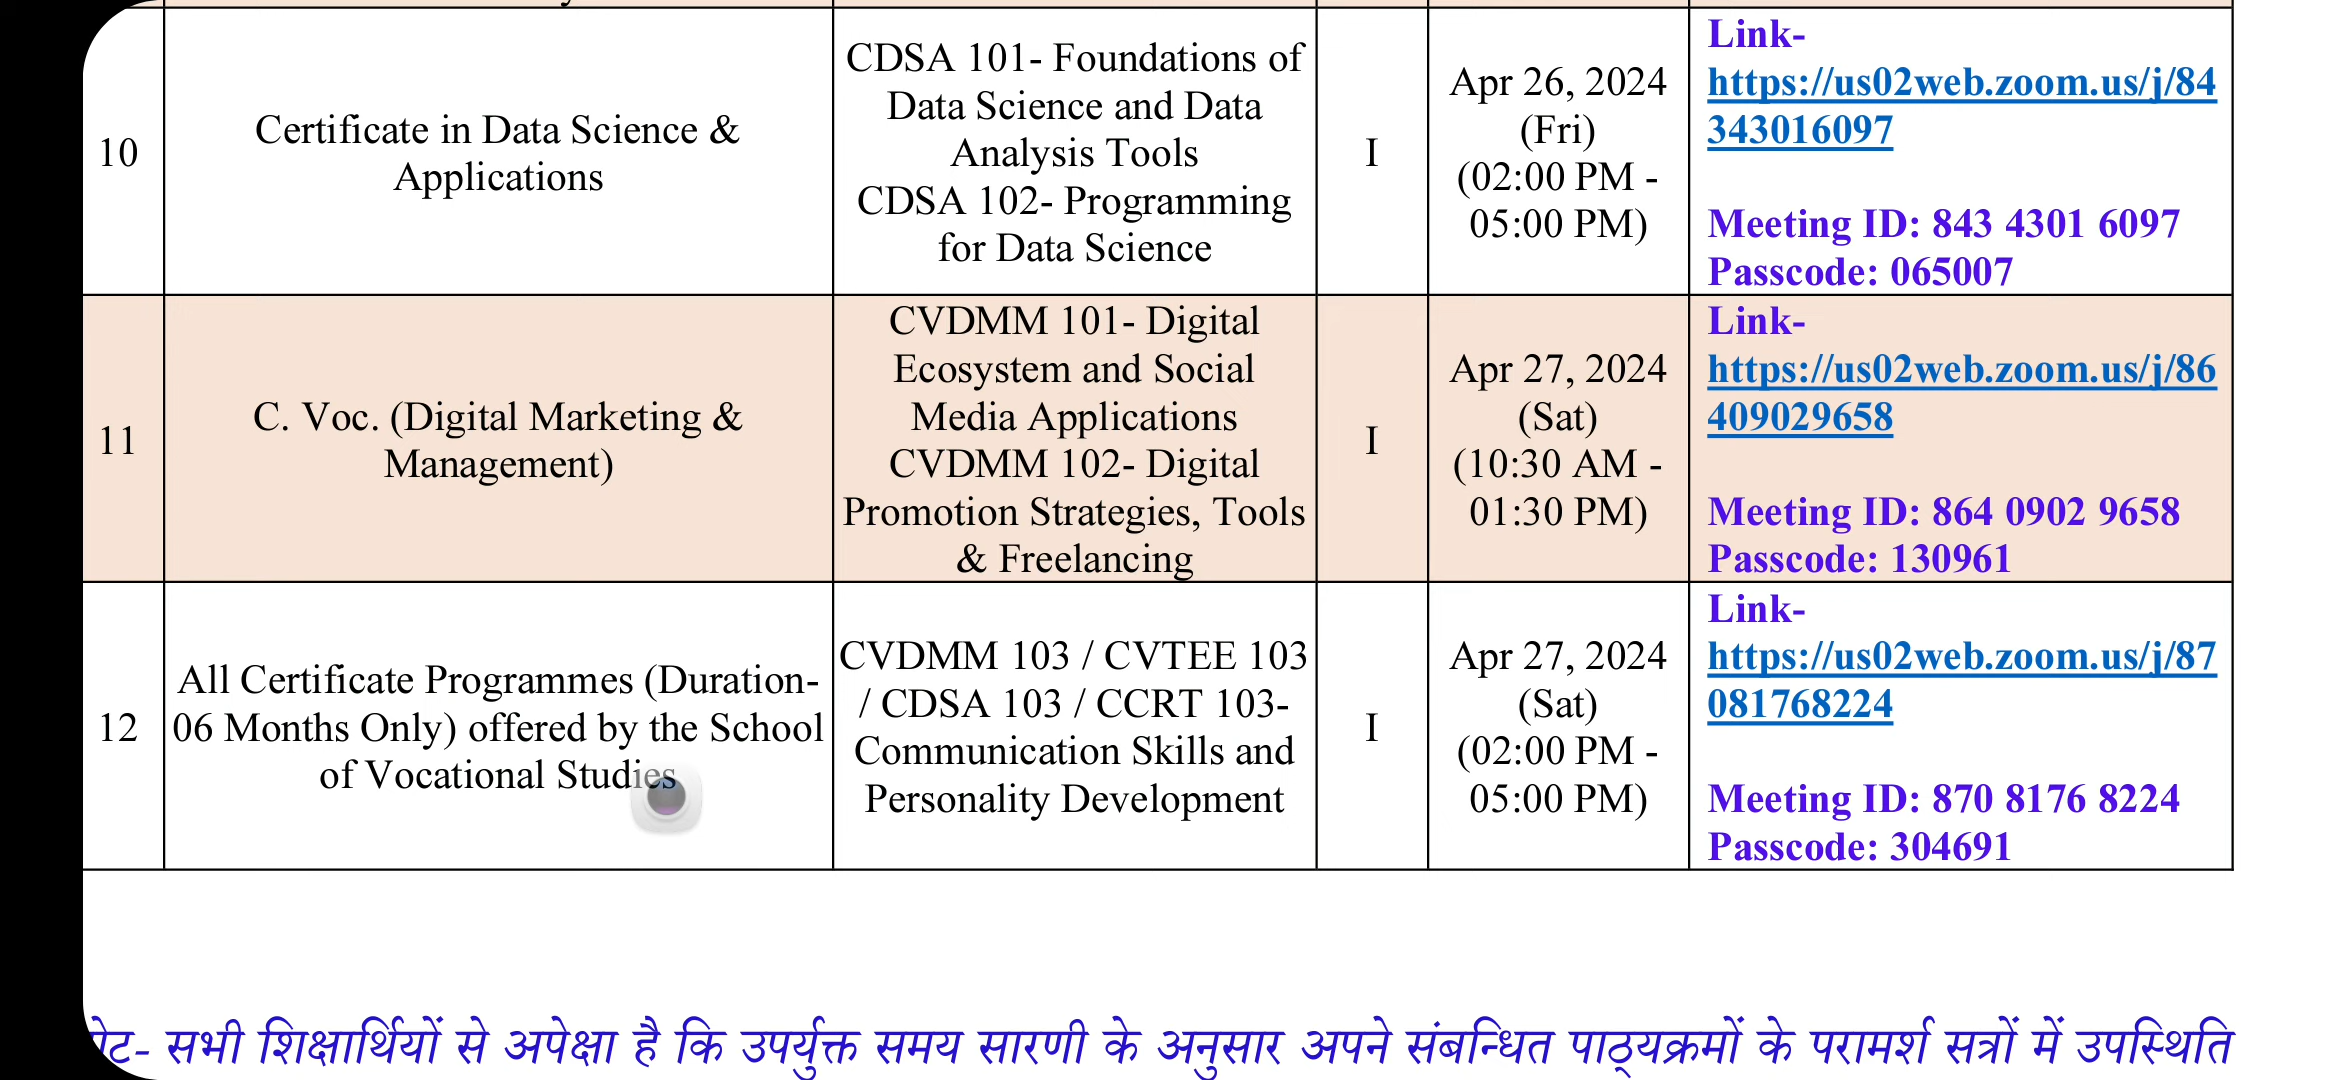 10
Certificate in Data Science &
Applications
CDSA 101- Foundations of
Data Science and Data
Analysis Tools
CDSA 102- Programming
for Data Science
I
Apr 26, 2024
(Fri)
(02:00 PM -
05:00 PM)
Link-
https://us02web.zoom.us/j/84
343016097
Meeting ID: 843 4301 6097
Passcode: 065007
11
C. Voc. (Digital Marketing &
Management)
CVDMM 101- Digital
Ecosystem and Social
Media Applications
CVDMM 102- Digital
Promotion Strategies, Tools
& Freelancing
I
Apr 27, 2024
(Sat)
(10:30 AM -
01:30 PM)
Link-
https://us02web.zoom.us/j/86
409029658
Meeting ID: 864 0902 9658
Passcode: 130961
12
All Certificate Programmes (Duration-
06 Months Only) offered by the School
of Vocational Studies
CVDMM 103 / CVTEE 103
/ CDSA 103 / CCRT 103-
Communication Skills and
Personality Development
I
Apr 27, 2024
(Sat)
(02:00 PM -
05:00 PM)
Link-
https://us02web.zoom.us/j/87
081768224
Meeting ID: 870 8176 8224
Passcode: 304691
सभी शिक्षार्थियों से अपेक्षा है कि उपर्युक्त समय सारणी के अनुसार अपने संबन्धित पाठ्यक्रमों के परामर्श सत्रों में उपस्थिति